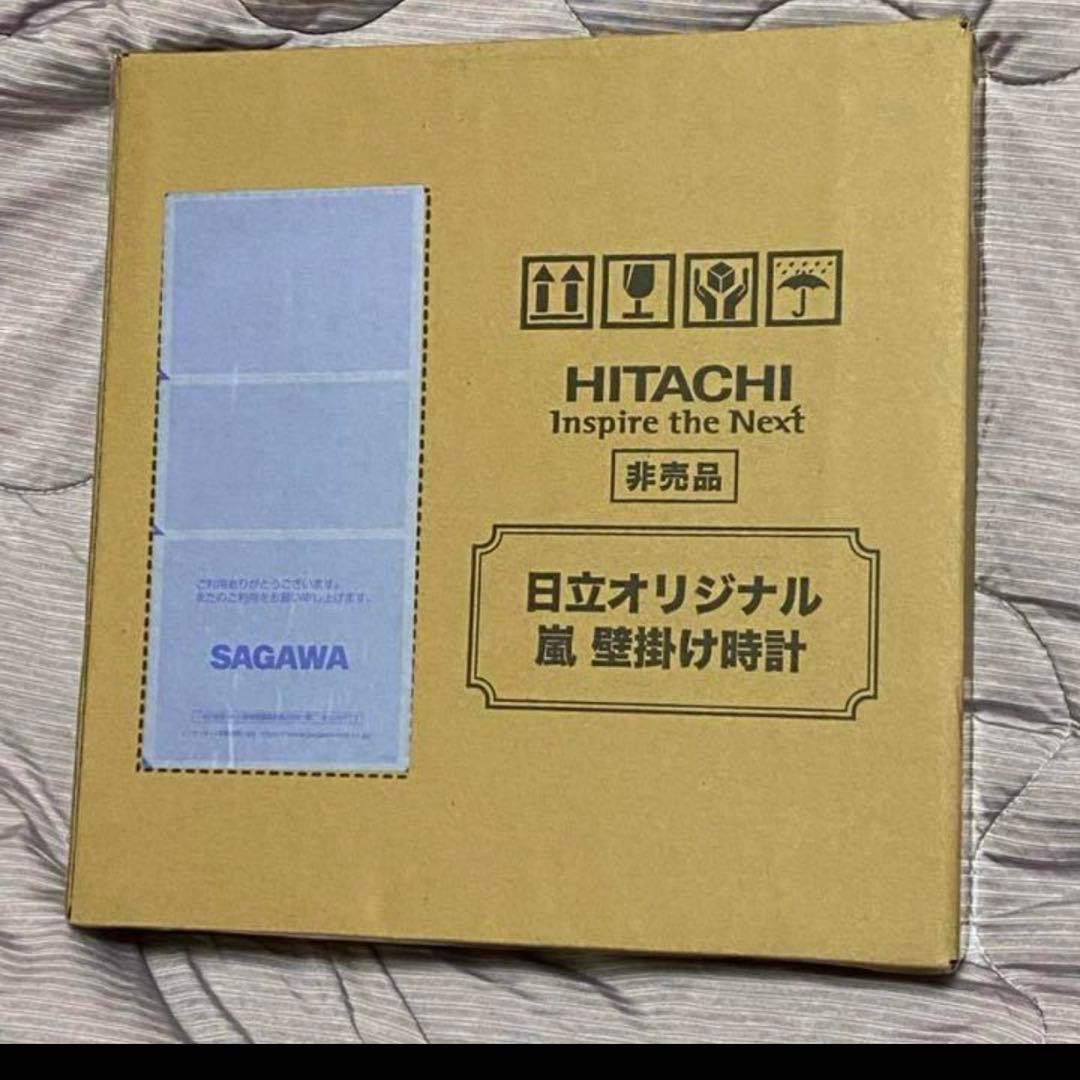 HITACHI
Inspire the Next
非売品
日立オリジナル
嵐 壁掛け時計
ご利用ありがとうございます。
またのご利用をお願い申し上げます。
SAGAWA